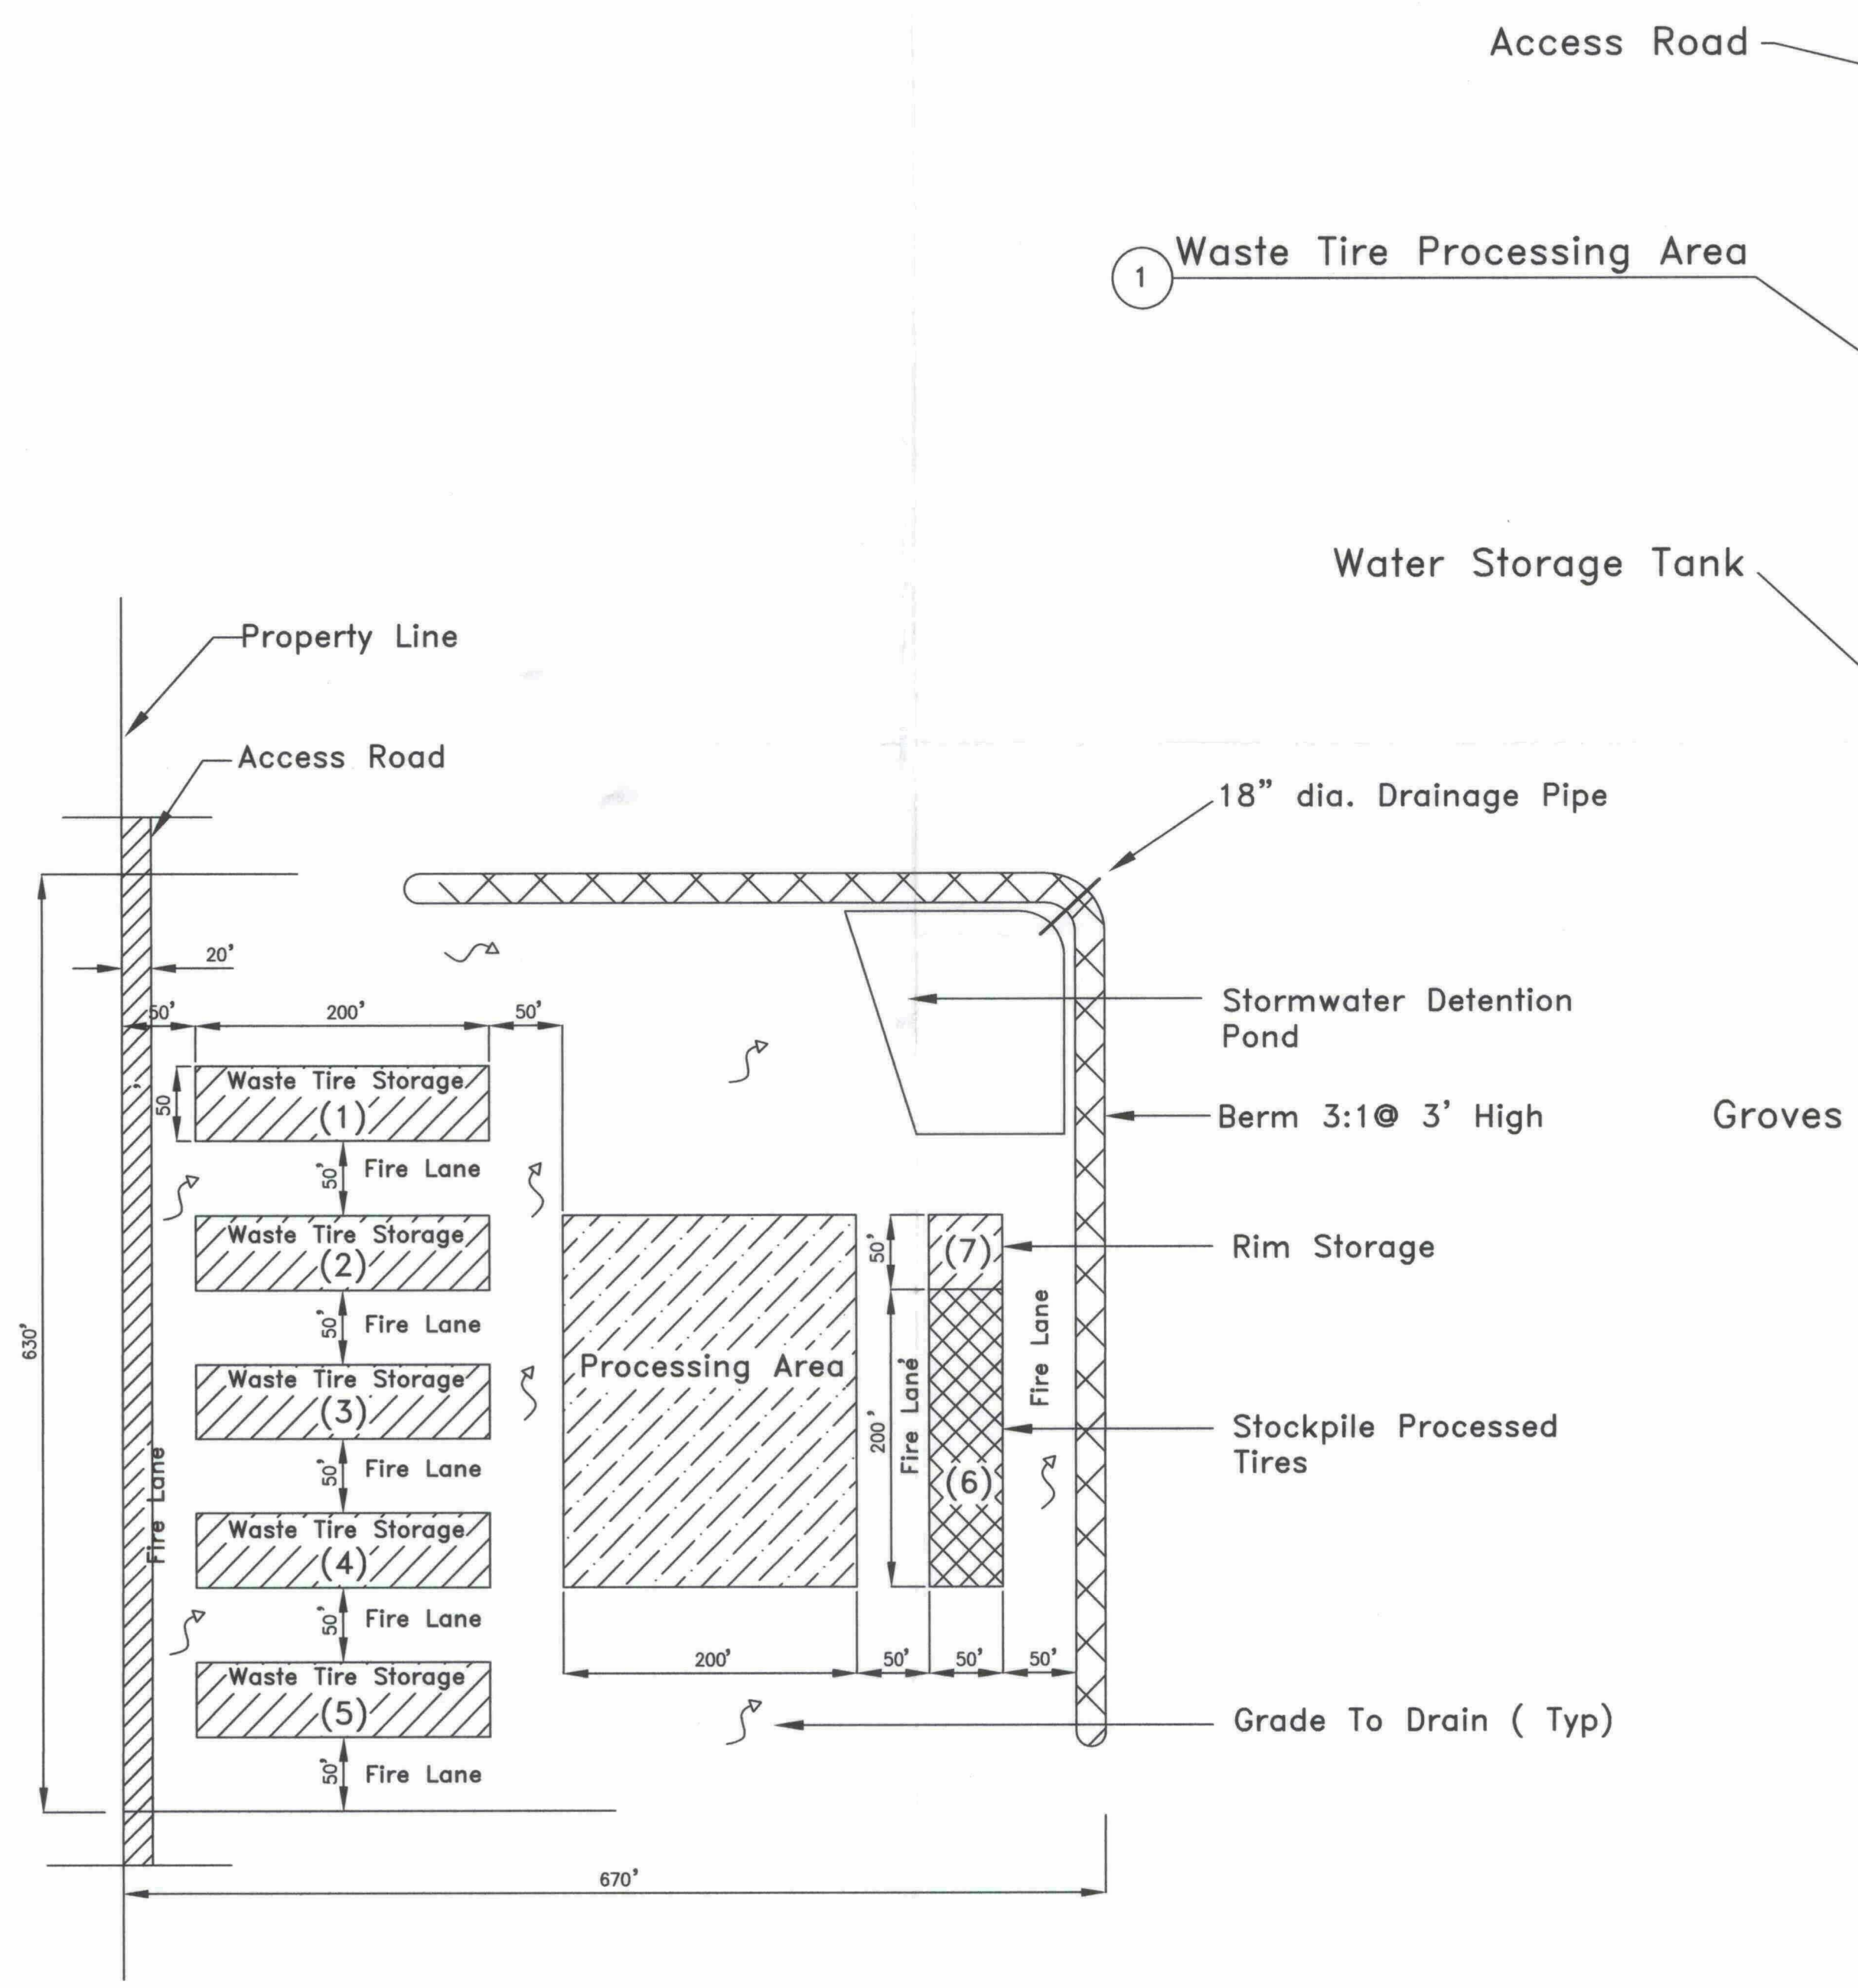 Access Road
1
Waste Tire Processing Area
Water Storage Tank
Property Line
Access Road
18” dia. Drainage Pipe
20’
50’
200’
50’
Stormwater Detention
Pond
Berm 3:1@ 3’ High
Groves
Waste Tire Storage
(1)
50
’
50’
Fire Lane
Waste Tire Storage
(2)
50’
Fire Lane
Waste Tire Storage
(3)
50’
Fire Lane
Waste Tire Storage
(4)
50’
Fire Lane
Waste Tire Storage
(5)
50’
Fire Lane
630’
Fire Lane
Processing Area
50’
(7)
Rim Storage
200’
Fire Lane
Fire Lane
(6)
Stockpile Processed
Tires
200’
50’
50’
50’
Grade To Drain ( Typ)
670’